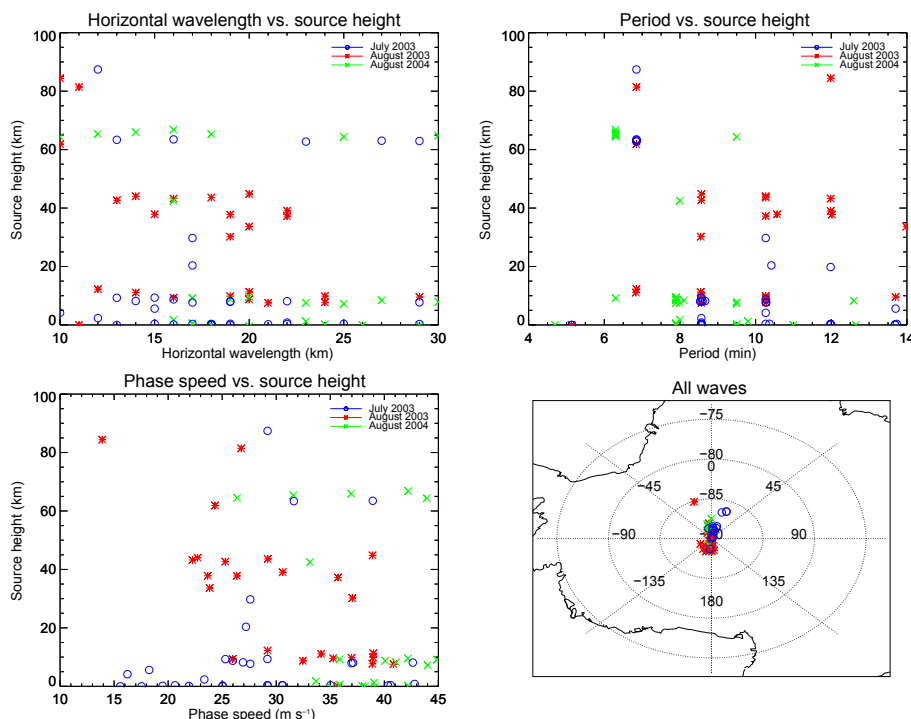 Horizontal wavelength vs. source height
100
80
60
40
20
0
Source height (km)
10
15
20
25
30
Horizontal wavelength (km)
July 2003
August 2003
August 2004
Period vs. source height
100
80
60
40
20
0
Source height (km)
4
6
8
10
12
14
Period (min)
July 2003
August 2003
August 2004
Phase speed vs. source height
100
80
60
40
20
0
Source height (km)
10
15
20
25
30
35
40
45
Phase speed (m s⁻¹)
July 2003
August 2003
August 2004
All waves
−75
−80
0
−45
−85
45
−90
90
−135
135
180